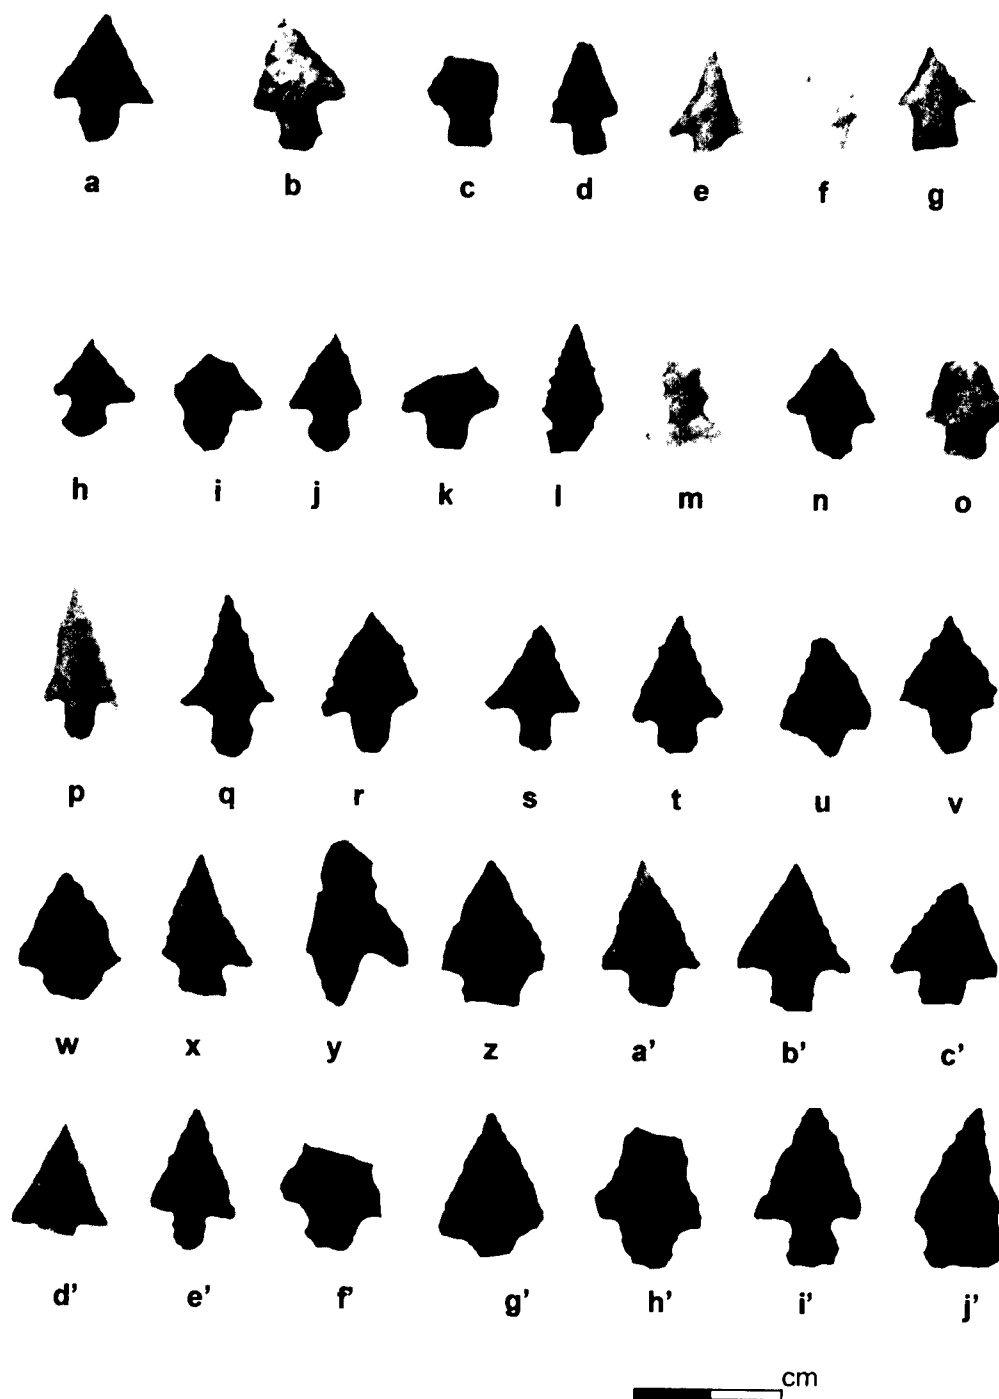 a b c d e f g
h i j k l m n o
p q r s t u v
w x y z a’ b’ c’
d’ e’ f’ g’ h’ i’ j’
cm